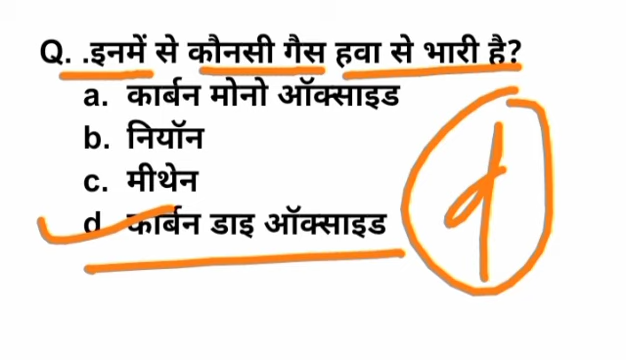 Q. .इनमें से कौनसी गैस हवा से भारी है?
a. कार्बन मोनो ऑक्साइड
b. नियॉन
c. मीथेन
d कार्बन डाइ ऑक्साइड
d